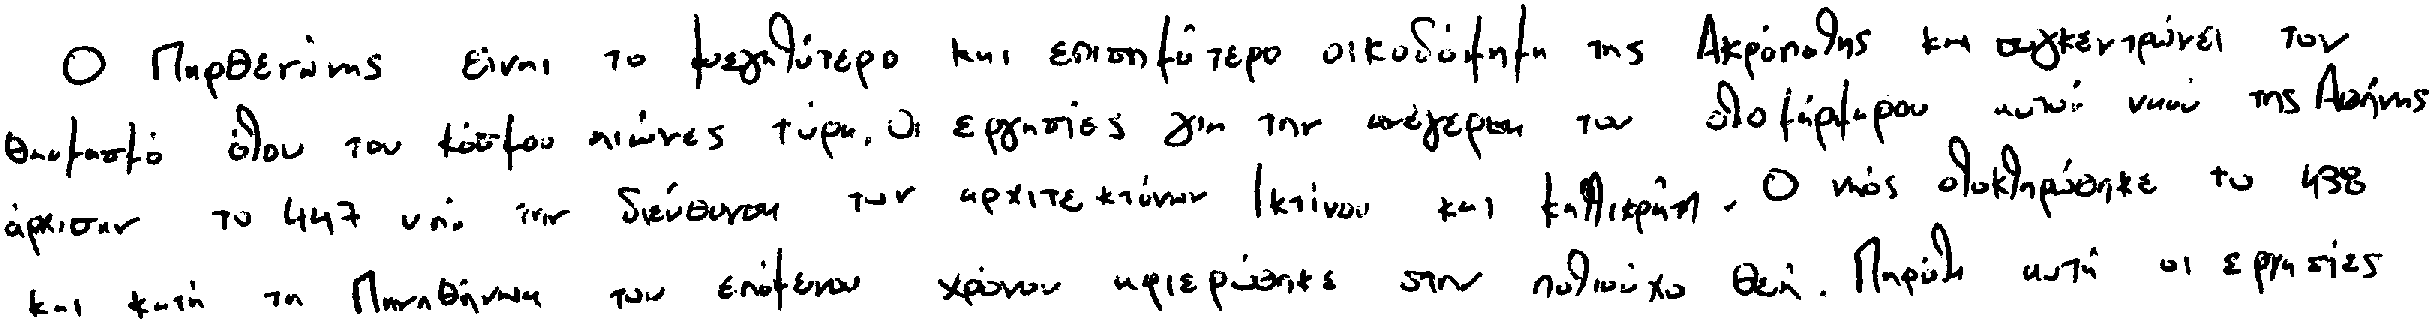 Ο Παρθενώνας είναι το μεγαλύτερο και επισημότερο οικοδόμημα της Ακρόπολης και συγκεντρώνει τον
θαυμασμό όλου του κόσμου αιώνες τώρα. Οι εργασίες για την ανέγερση του ολομάρμαρου αυτού ναού της Αθήνας
άρχισαν το 447 υπό την διεύθυνση των αρχιτεκτόνων Ικτίνου και Καλλικράτη. Ο ναός ολοκληρώθηκε το 438
και κατά τα Παναθήναια του επόμενου χρόνου αφιερώθηκε στην πολιούχο θεά. Παρόλα αυτά οι εργασίες